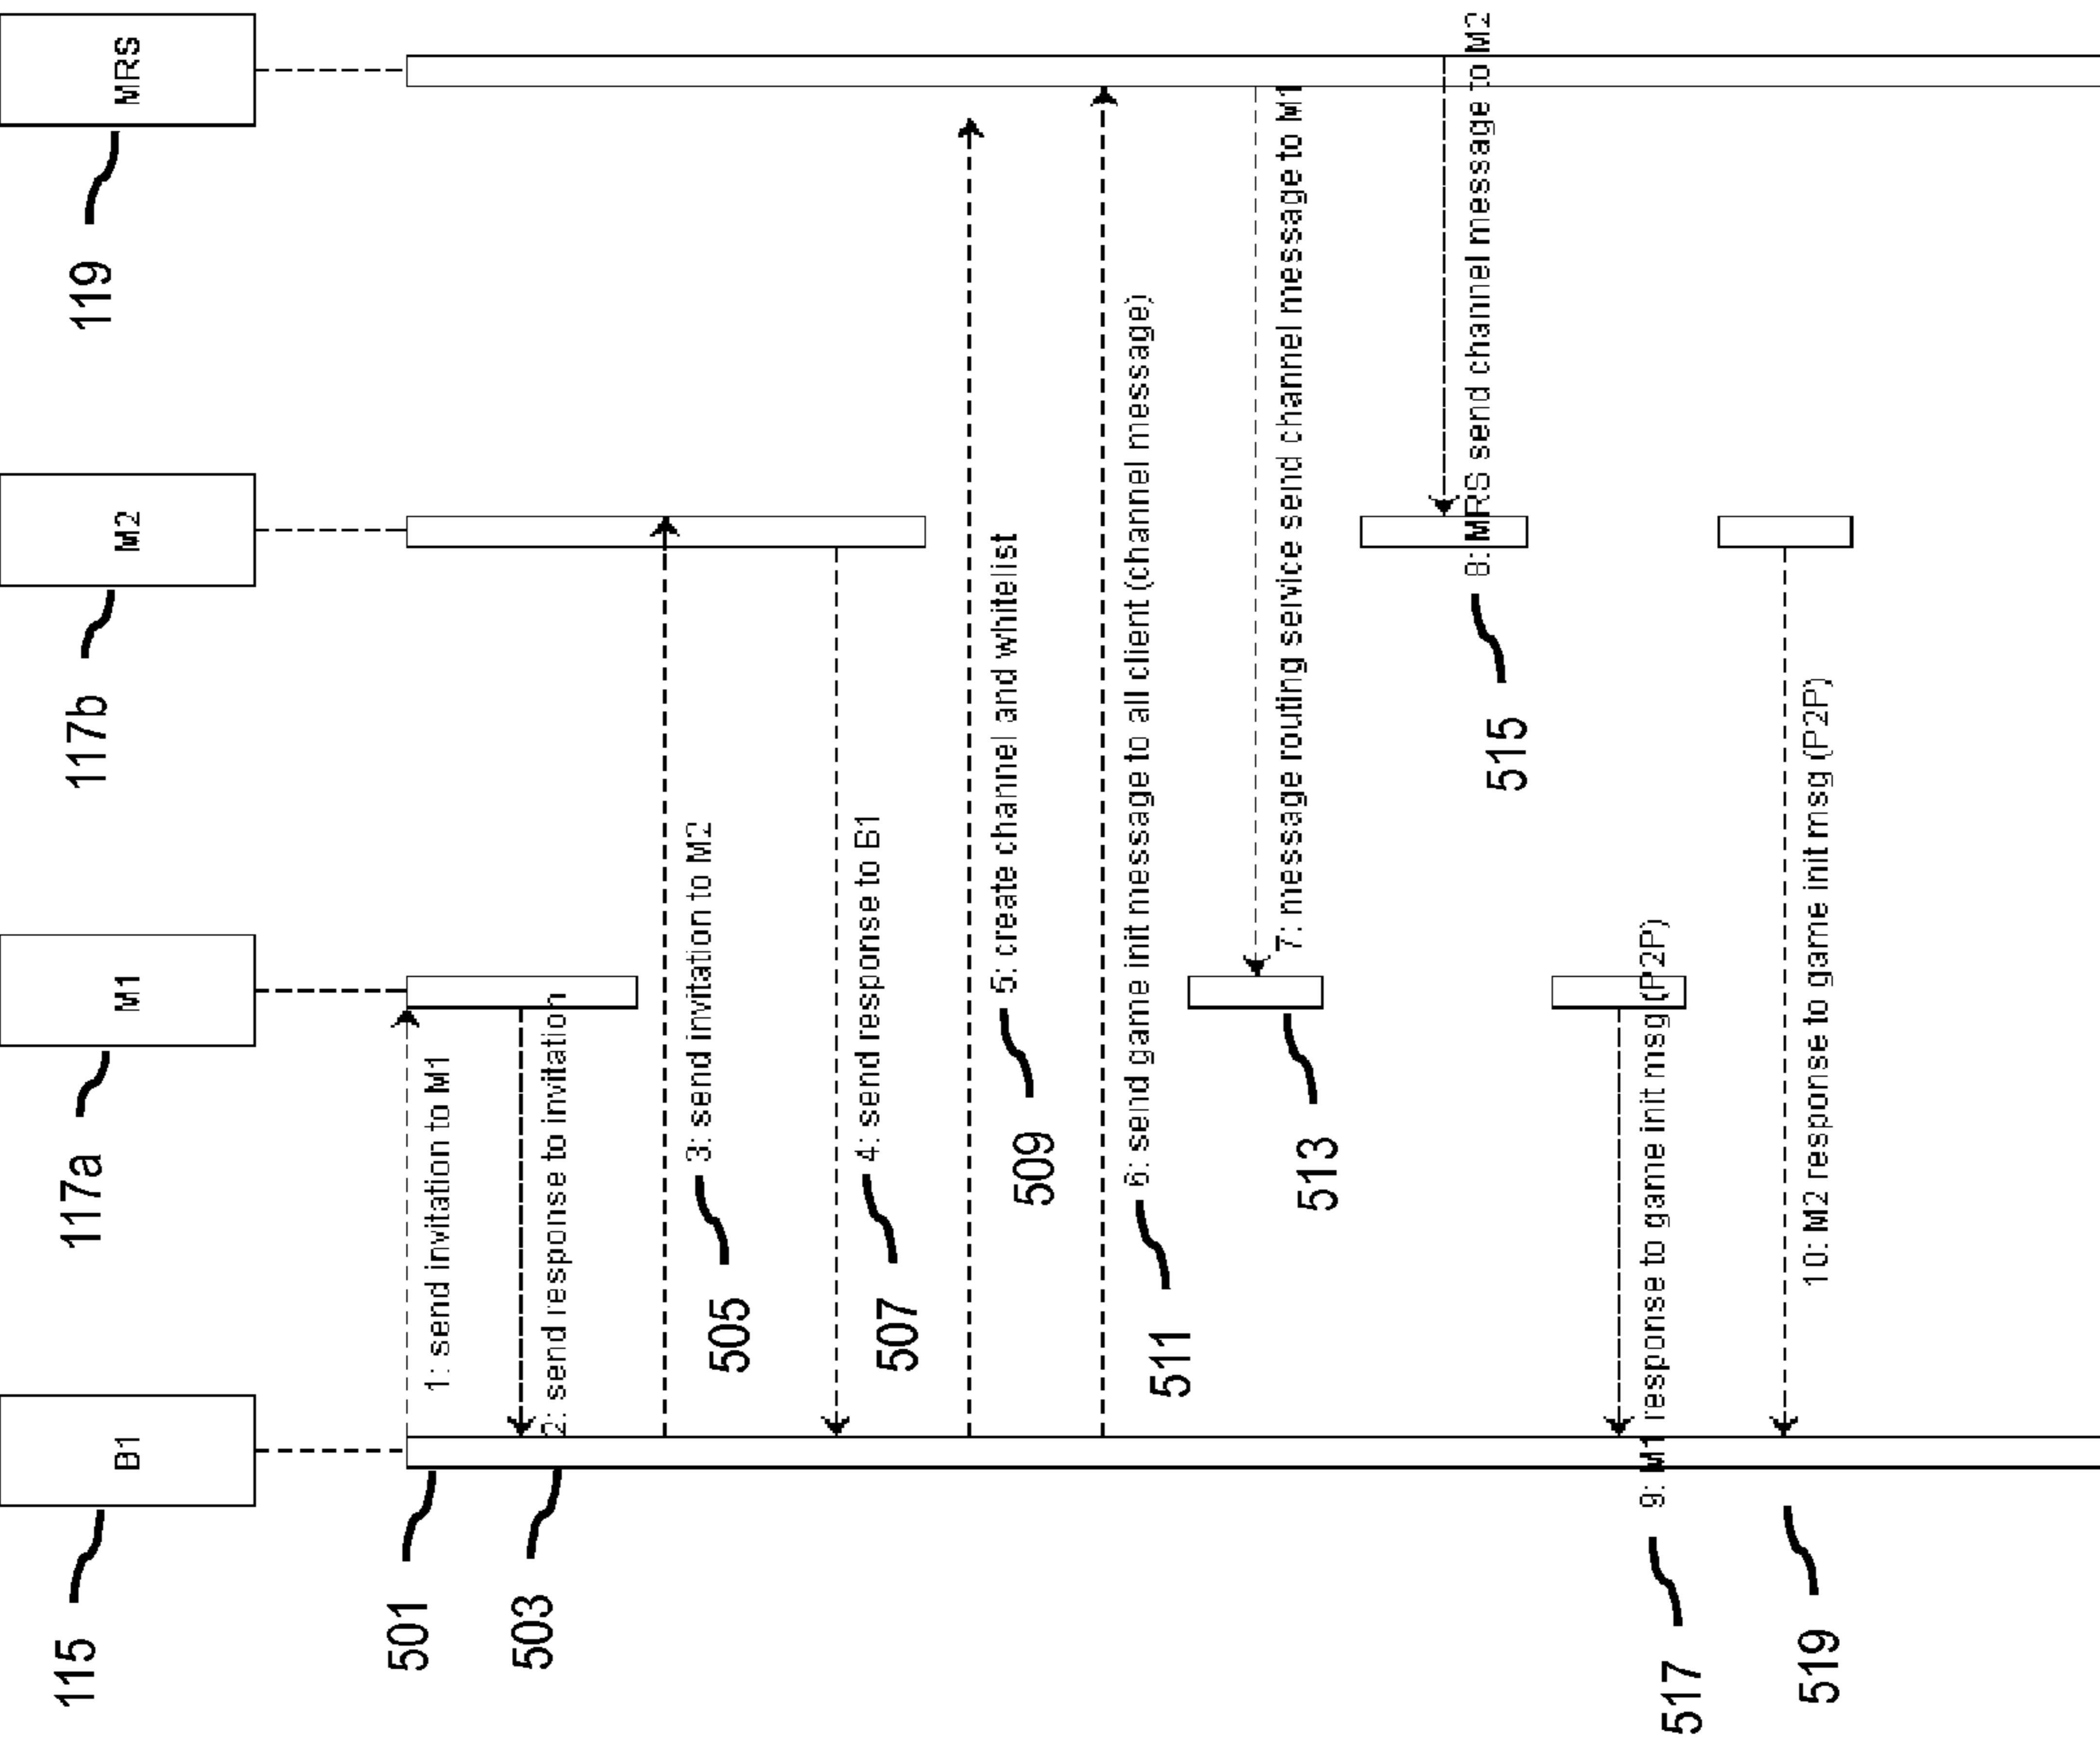 B1
M1
M2
MRS
115
117a
117b
119
501
1: send invitation to M1
503
2: send response to invitation
505
3: send invitation to M2
507
4: send response to B1
509
5: create channel and whitelist
511
6: send game init message to all client (channel message)
513
7: message routing service send channel message to M1
515
8: MRS send channel message to M2
517
9: M1 response to game init msg (P2P)
519
10: M2 response to game init msg (P2P)